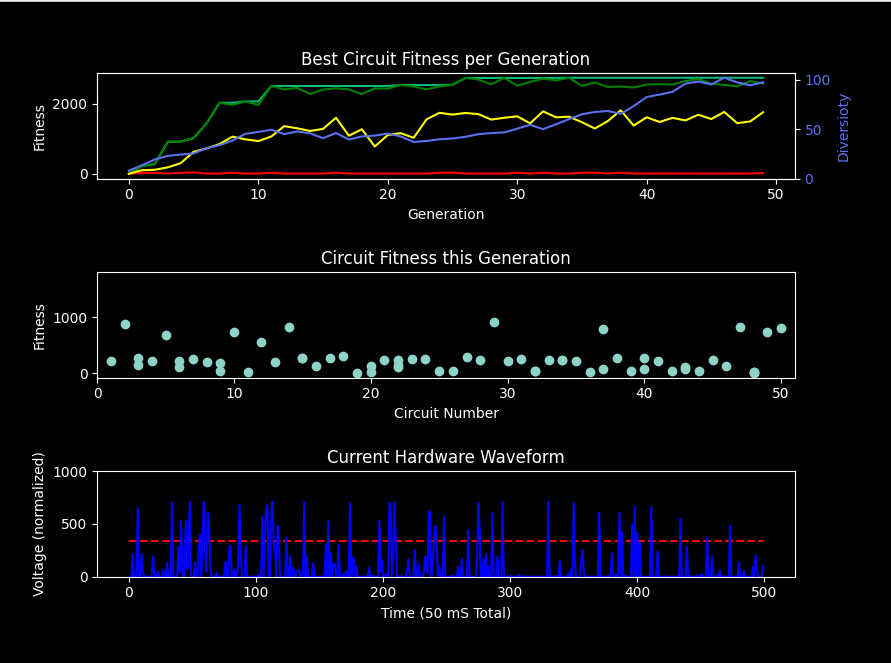 Best Circuit Fitness per Generation
Fitness
2000
0
100
50
0
Diversioty
0 10 20 30 40 50
Generation
Circuit Fitness this Generation
Fitness
1000
0
0 10 20 30 40 50
Circuit Number
Current Hardware Waveform
Voltage (normalized)
1000
500
0
0 100 200 300 400 500
Time (50 mS Total)